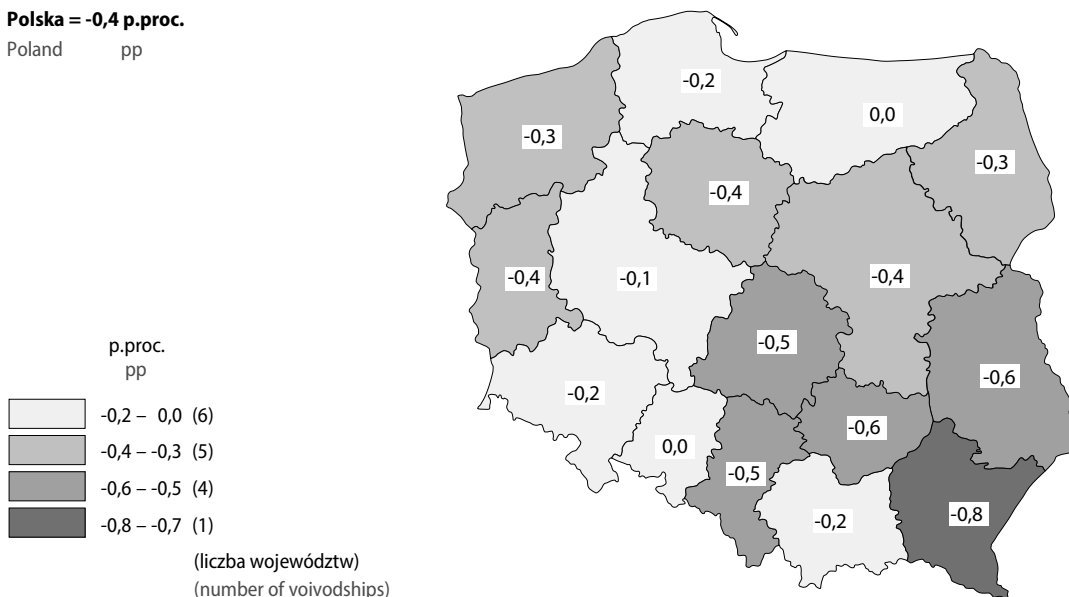 Polska = -0,4 p.proc.
Poland pp
-0,2
0,0
-0,3
-0,3
-0,4
-0,4
-0,1
-0,4
-0,5
-0,6
-0,2
-0,6
0,0
-0,5
-0,2
-0,8
p.proc.
pp
-0,2 – 0,0 (6)
-0,4 – -0,3 (5)
-0,6 – -0,5 (4)
-0,8 – -0,7 (1)
(liczba województw)
(number of voivodships)